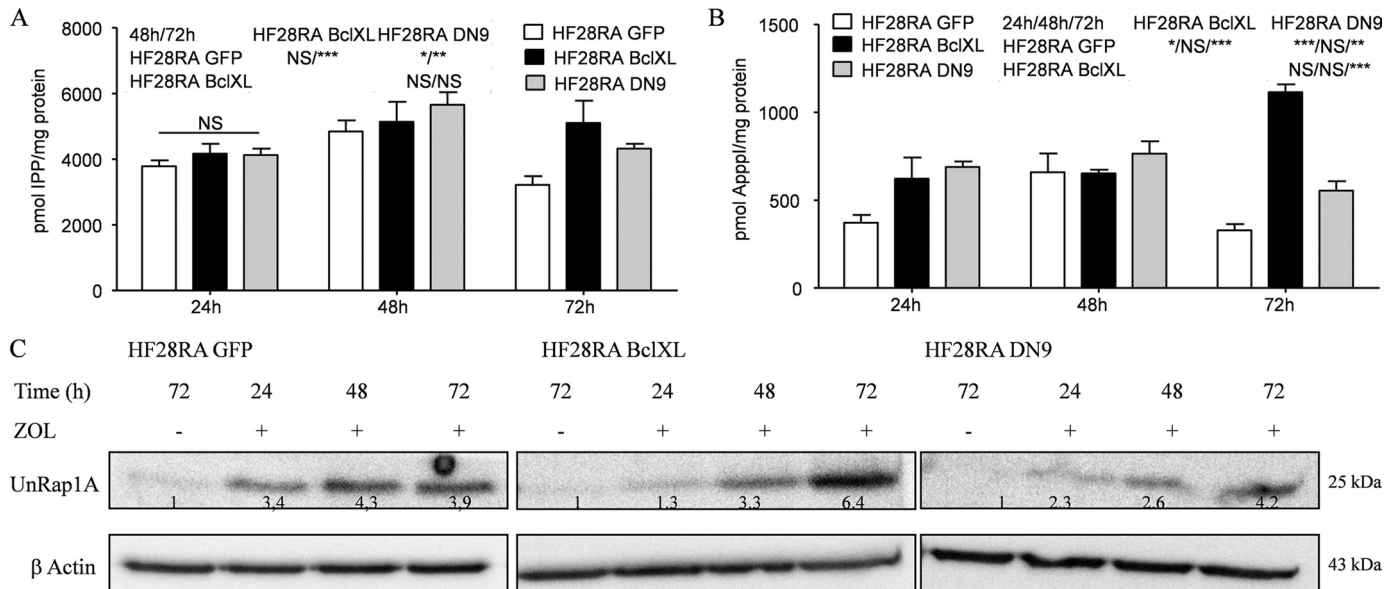 A
pmol IPP/mg protein
8000
6000
4000
2000
0
48h/72h HF28RA BclXL HF28RA DN9
HF28RA GFP NS/*** */**
HF28RA BclXL NS/NS
NS
HF28RA GFP
HF28RA BclXL
HF28RA DN9
24h 48h 72h
B
pmol ApppI/mg protein
1500
1000
500
0
HF28RA GFP
HF28RA BclXL
HF28RA DN9
24h/48h/72h HF28RA BclXL HF28RA DN9
HF28RA GFP */NS/*** ***/NS/**
HF28RA BclXL NS/NS/***
24h 48h 72h
C
HF28RA GFP HF28RA BclXL HF28RA DN9
Time (h) 72 24 48 72 72 24 48 72 72 24 48 72
ZOL - + + + - + + + - + + +
UnRap1A 25 kDa
1 3,4 4,3 3,9 1 1.3 3.3 6.4 1 2.3 2.6 4.2
β Actin 43 kDa